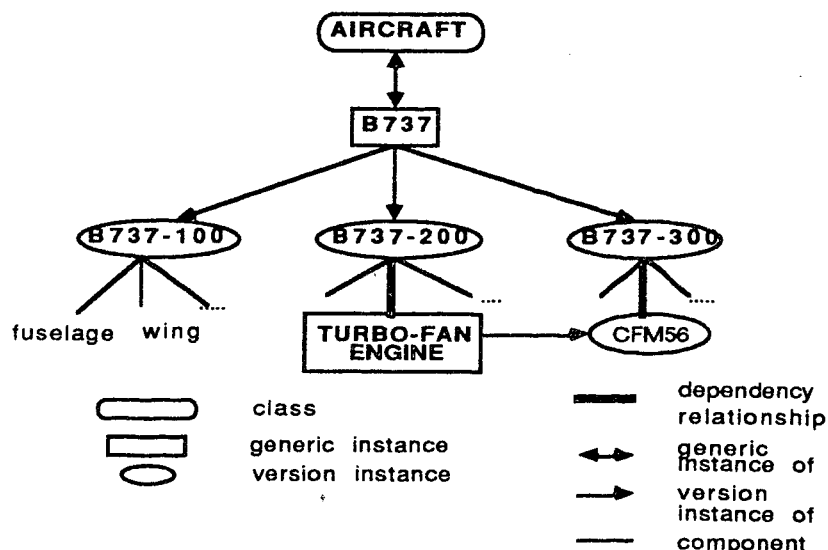 AIRCRAFT
B737
B737-100
B737-200
B737-300
fuselage wing .....
....
.....
TURBO-FAN
ENGINE
CFM56
class
generic instance
version instance
dependency
relationship
generic
instance of
version
instance of
component